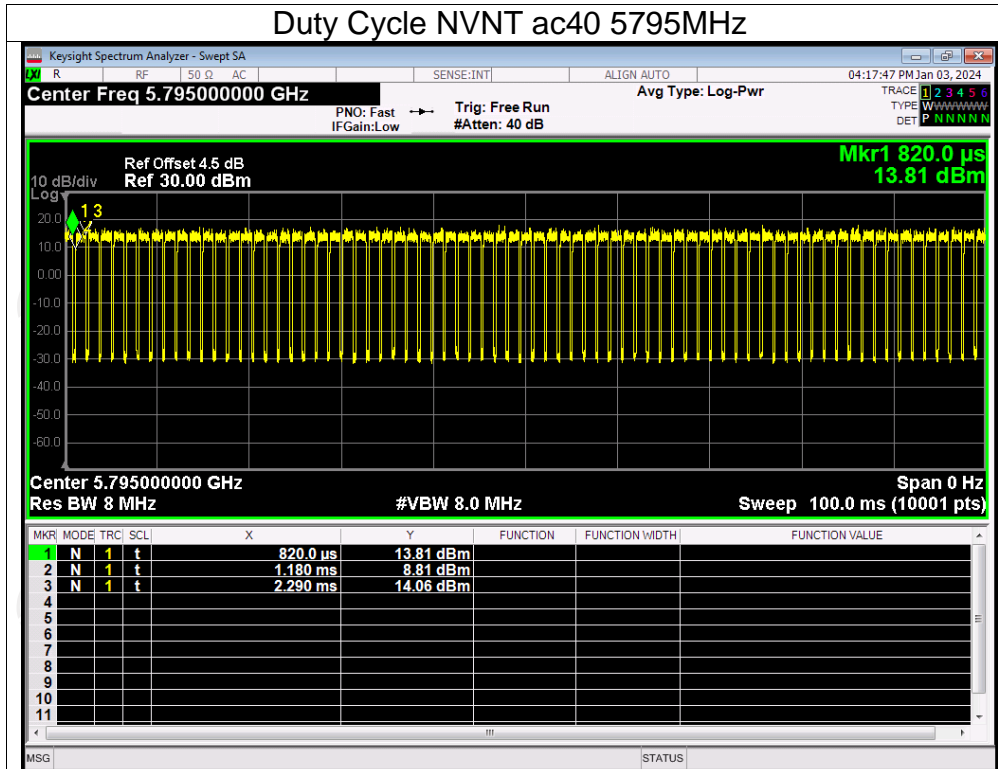 Duty Cycle NVNT ac40 5795MHz
Keysight Spectrum Analyzer - Swept SA
LXI R RF 50 Ω AC SENSE:INT ALIGN AUTO 04:17:47 PM Jan 03, 2024
Center Freq 5.795000000 GHz Avg Type: Log-Pwr TRACE 1 2 3 4 5 6
PNO: Fast Trig: Free Run TYPE WWWWWW
IFGain:Low #Atten: 40 dB DET P N N N N N
Mkr1 820.0 µs
13.81 dBm
Ref Offset 4.5 dB
10 dB/div Ref 30.00 dBm
Log
1 3
20.0
10.0
0.00
-10.0
-20.0
-30.0
-40.0
-50.0
-60.0
Center 5.795000000 GHz Span 0 Hz
Res BW 8 MHz #VBW 8.0 MHz Sweep 100.0 ms (10001 pts)
MKR MODE TRC SCL X Y FUNCTION FUNCTION WIDTH FUNCTION VALUE
1 N 1 t 820.0 µs 13.81 dBm
2 N 1 t 1.180 ms 8.81 dBm
3 N 1 t 2.290 ms 14.06 dBm
4
5
6
7
8
9
10
11
MSG STATUS